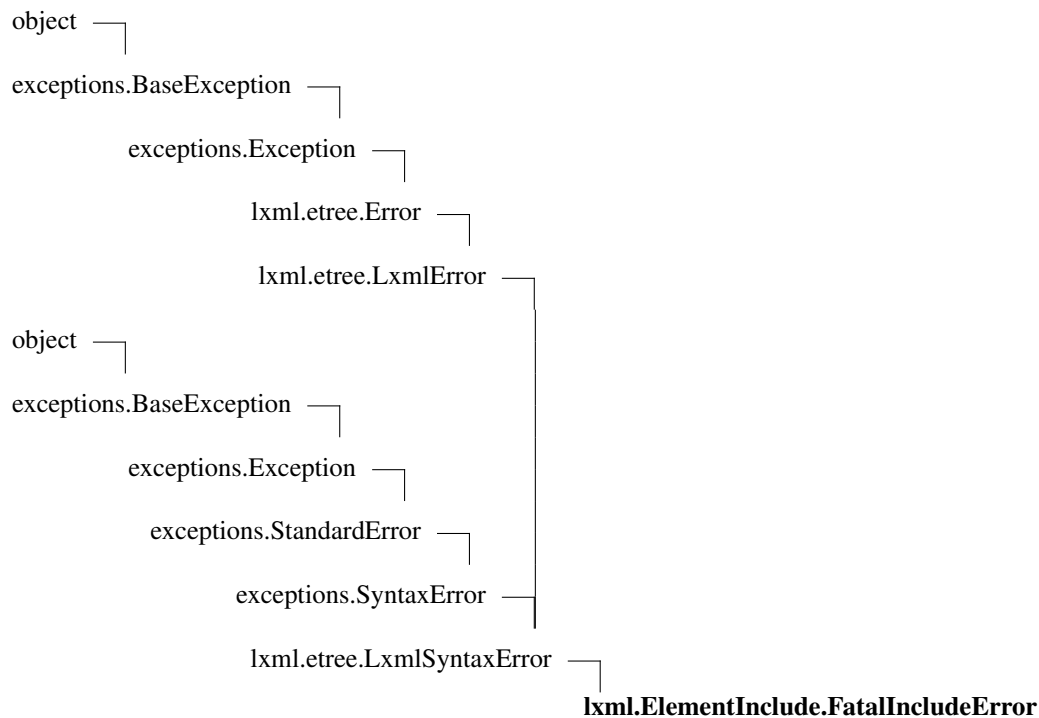 object
exceptions.BaseException
exceptions.Exception
lxml.etree.Error
lxml.etree.LxmlError
object
exceptions.BaseException
exceptions.Exception
exceptions.StandardError
exceptions.SyntaxError
lxml.etree.LxmlSyntaxError
lxml.ElementInclude.FatalIncludeError